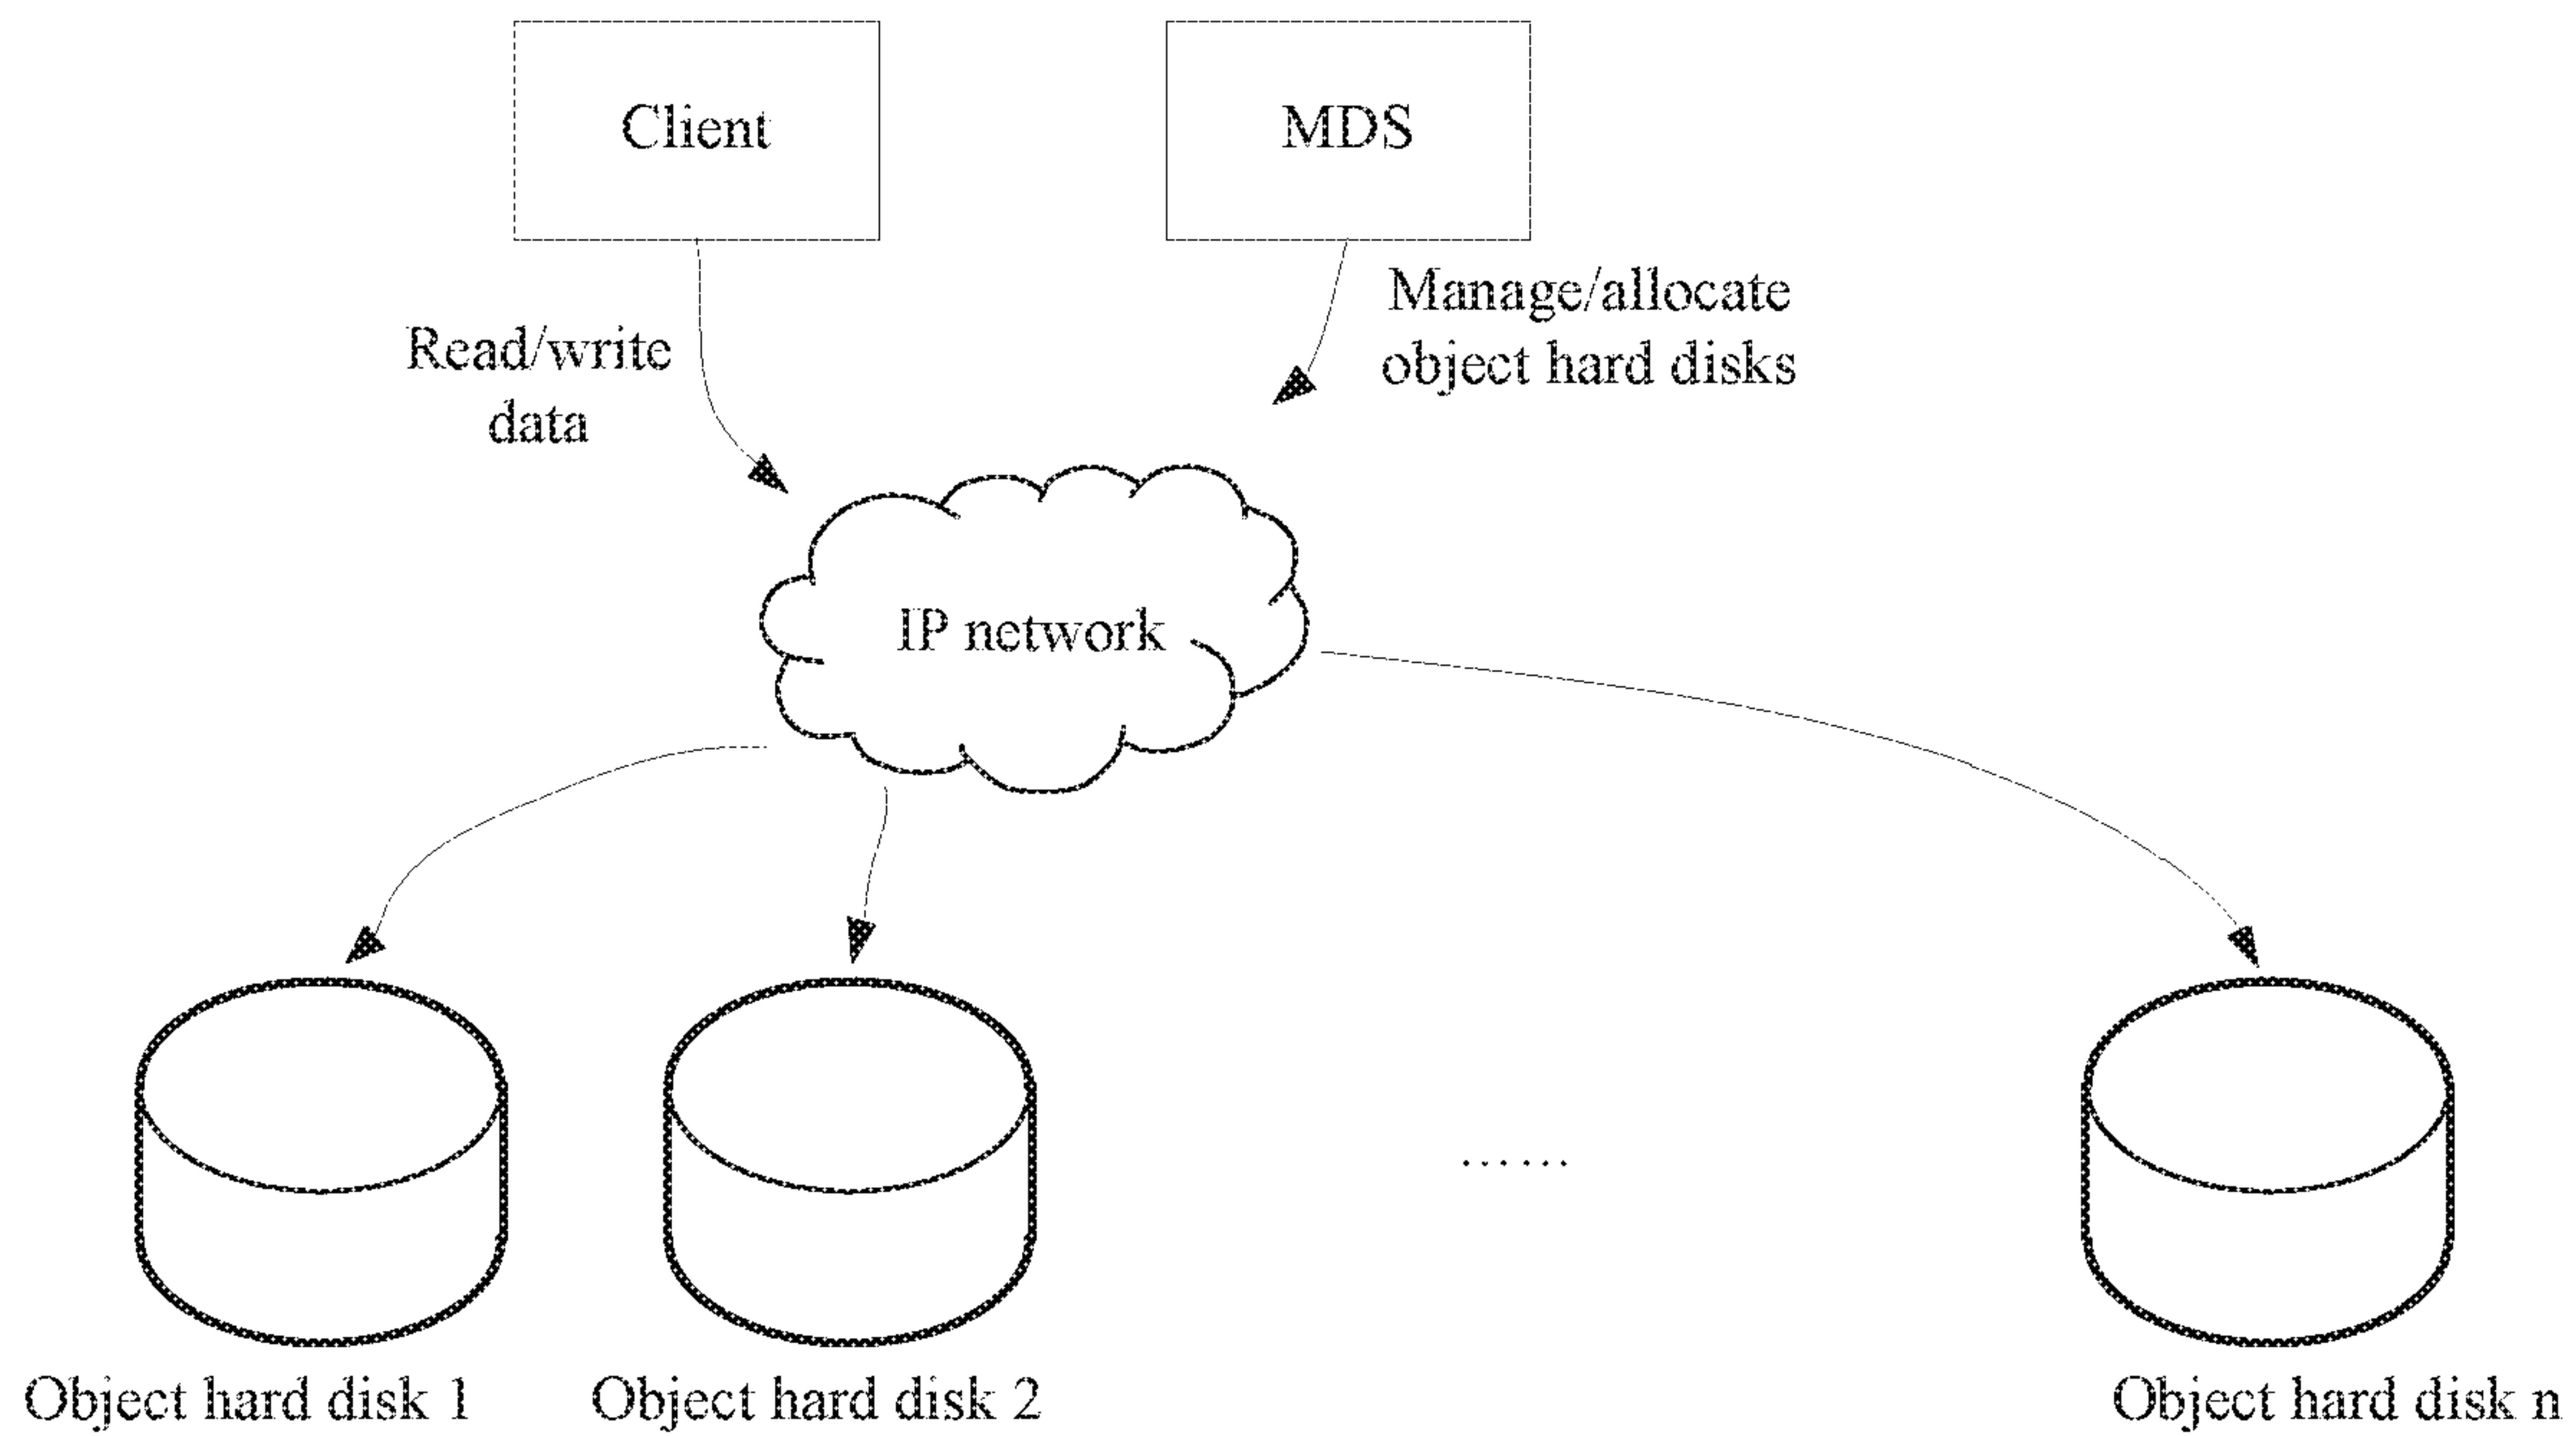 Client
MDS
Manage/allocate
object hard disks
Read/write
data
IP network
......
Object hard disk 1
Object hard disk 2
Object hard disk n